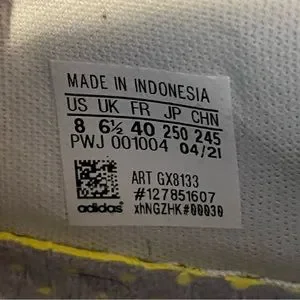 MADE IN INDONESIA
US UK FR JP CHN
8 6½ 40 250 245
PWJ 001004 04/21
ART GX8133
#127851607
adidas xhNGZHK#00030